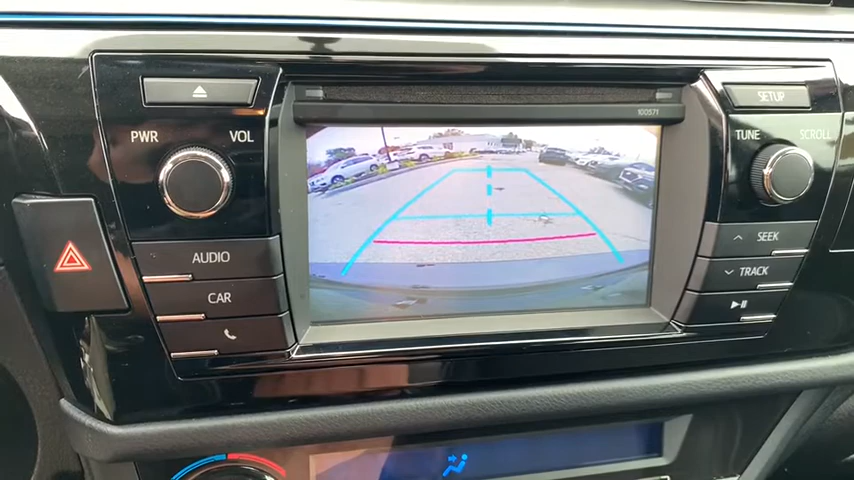 SETUP
100571
PWR
VOL
TUNE
SCROLL
AUDIO
SEEK
CAR
TRACK